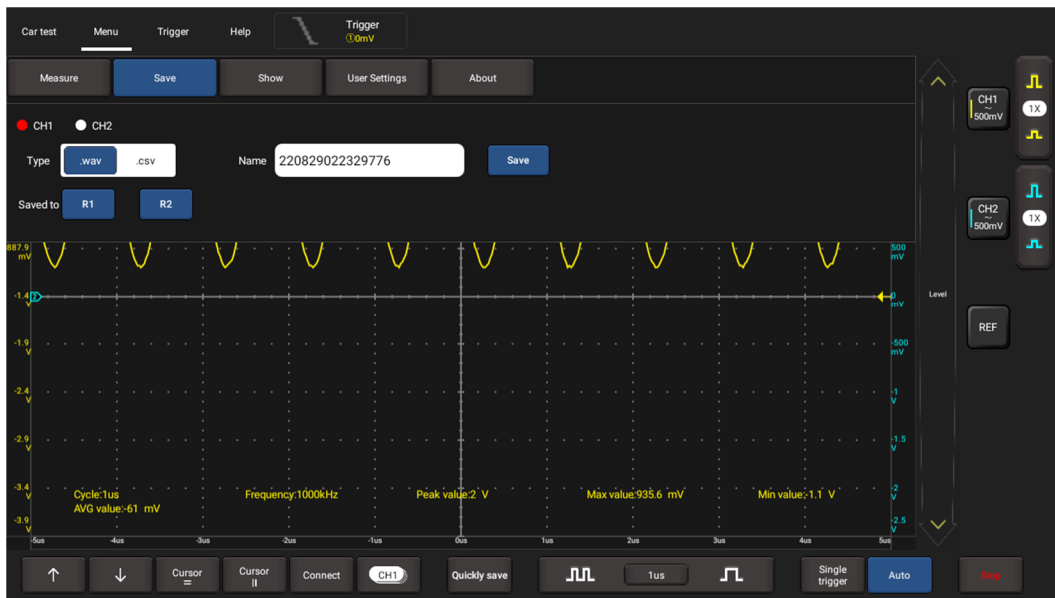 Car test Menu Trigger Help Trigger
①0mV
Measure Save Show User Settings About
CH1 CH2
Type .wav .csv Name 220829022329776 Save
Saved to R1 R2
CH1
~
500mV
1X
CH2
~
500mV
1X
Level
REF
887.9
mV
-1.4
V
-1.9
V
-2.4
V
-2.9
V
-3.4
V
-3.9
V
2
500
mV
0
mV
-500
mV
-1
V
-1.5
V
-2
V
-2.5
V
Cycle:1us Frequency:1000kHz Peak value:2 V Max value:935.6 mV Min value:-1.1 V
AVG value:-61 mV
-5us -4us -3us -2us -1us 0us 1us 2us 3us 4us 5us
↑ ↓ Cursor = Cursor II Connect CH1 Quickly save 1us Single trigger Auto Stop